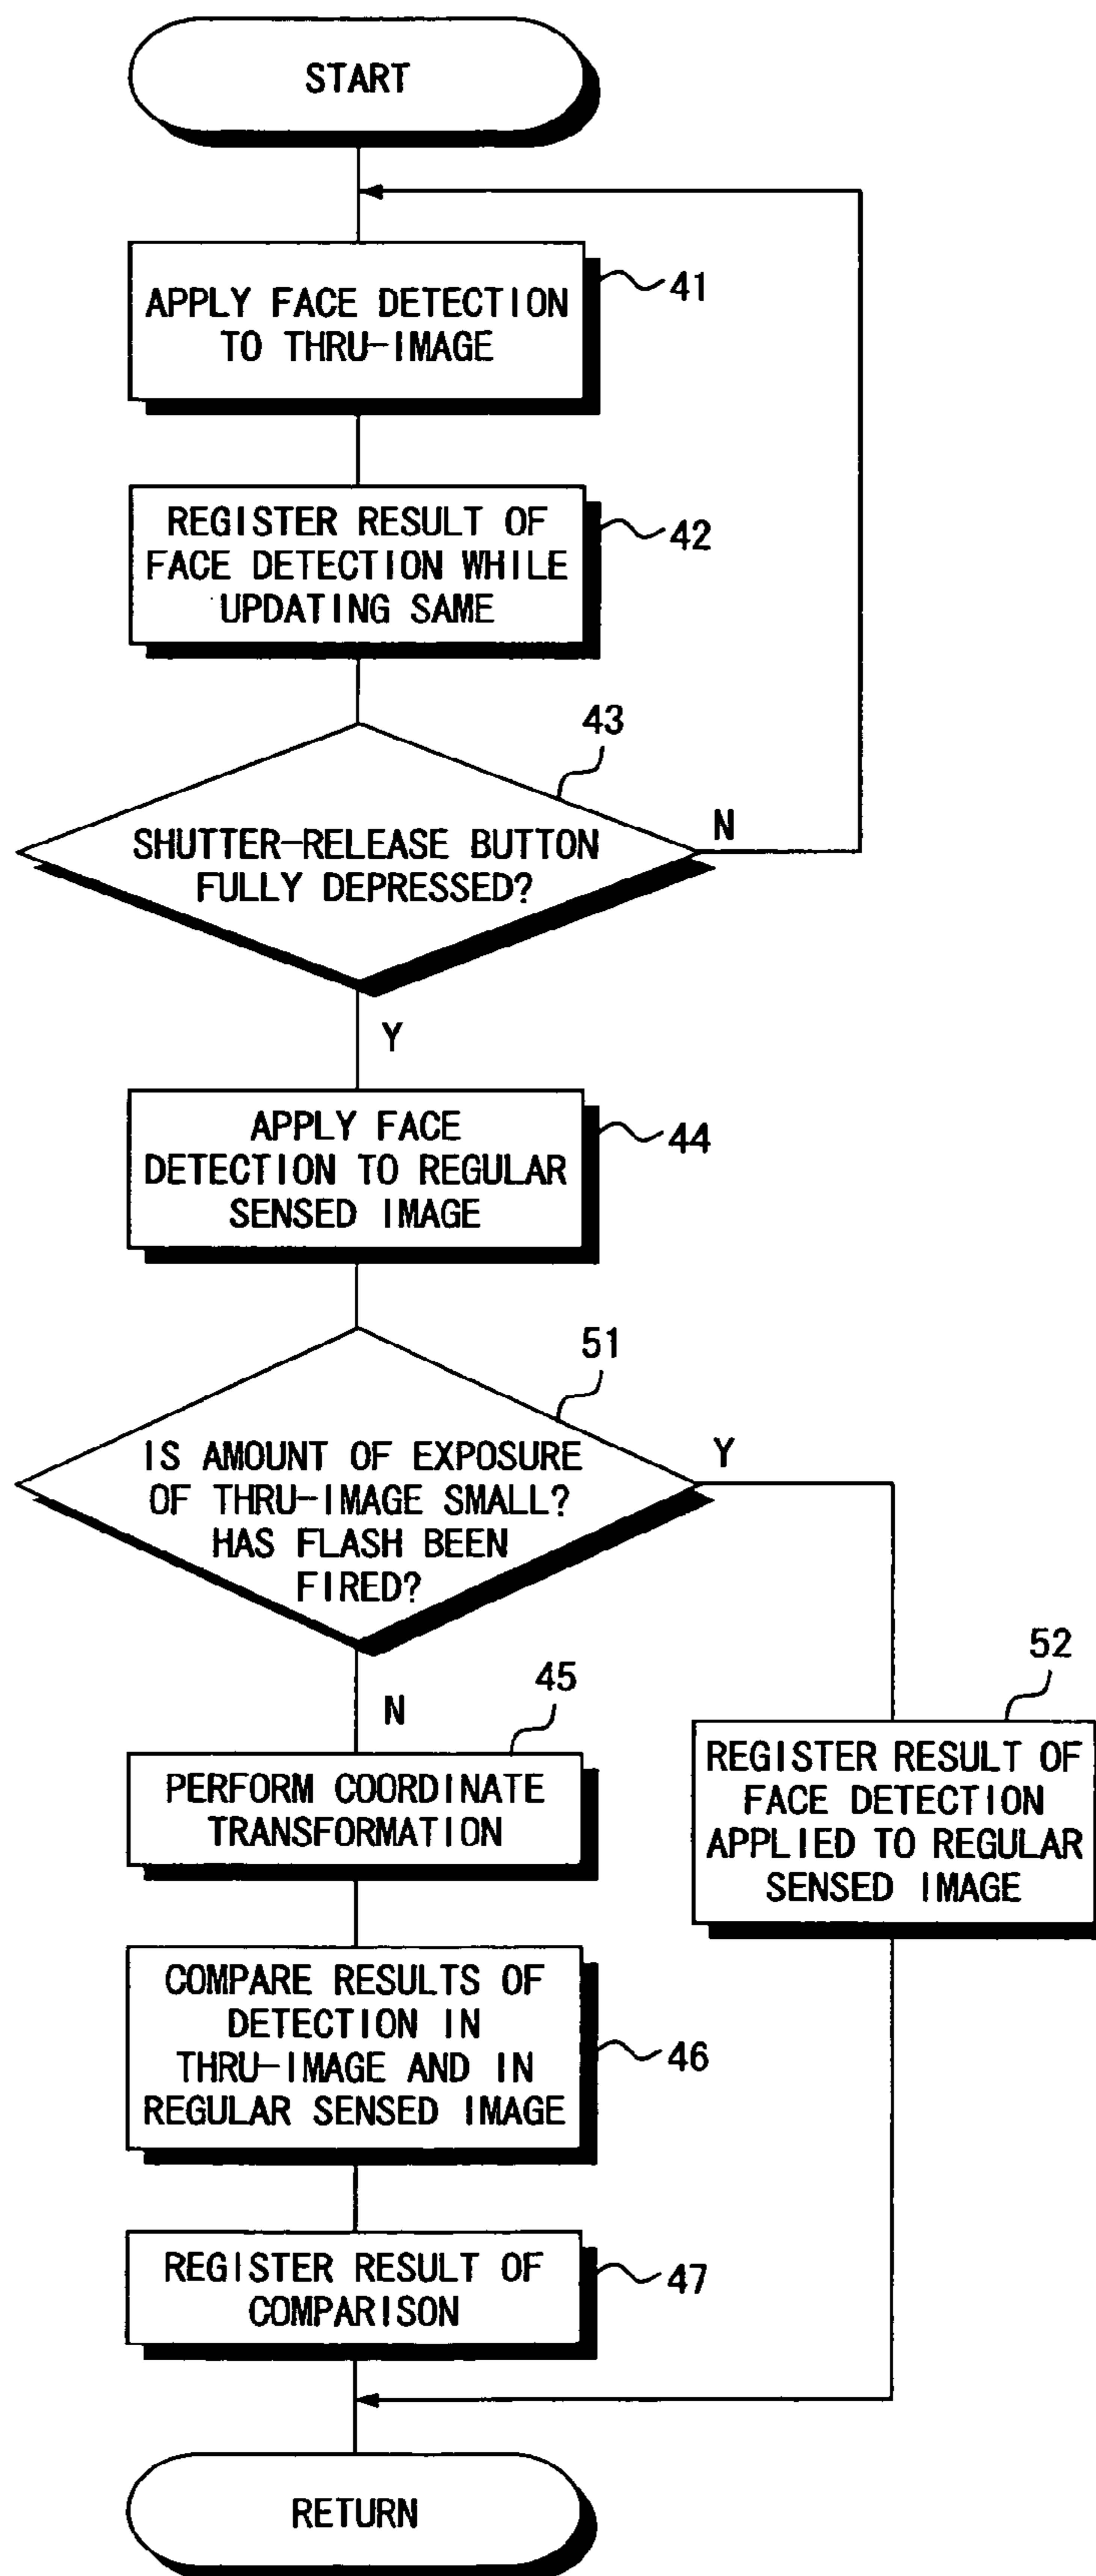 START
APPLY FACE DETECTION
TO THRU-IMAGE
41
REGISTER RESULT OF
FACE DETECTION WHILE
UPDATING SAME
42
43
SHUTTER-RELEASE BUTTON
FULLY DEPRESSED?
N
Y
APPLY FACE
DETECTION TO REGULAR
SENSED IMAGE
44
51
IS AMOUNT OF EXPOSURE
OF THRU-IMAGE SMALL?
HAS FLASH BEEN
FIRED?
Y
N
45
PERFORM COORDINATE
TRANSFORMATION
52
REGISTER RESULT OF
FACE DETECTION
APPLIED TO REGULAR
SENSED IMAGE
COMPARE RESULTS OF
DETECTION IN
THRU-IMAGE AND IN
REGULAR SENSED IMAGE
46
REGISTER RESULT OF
COMPARISON
47
RETURN